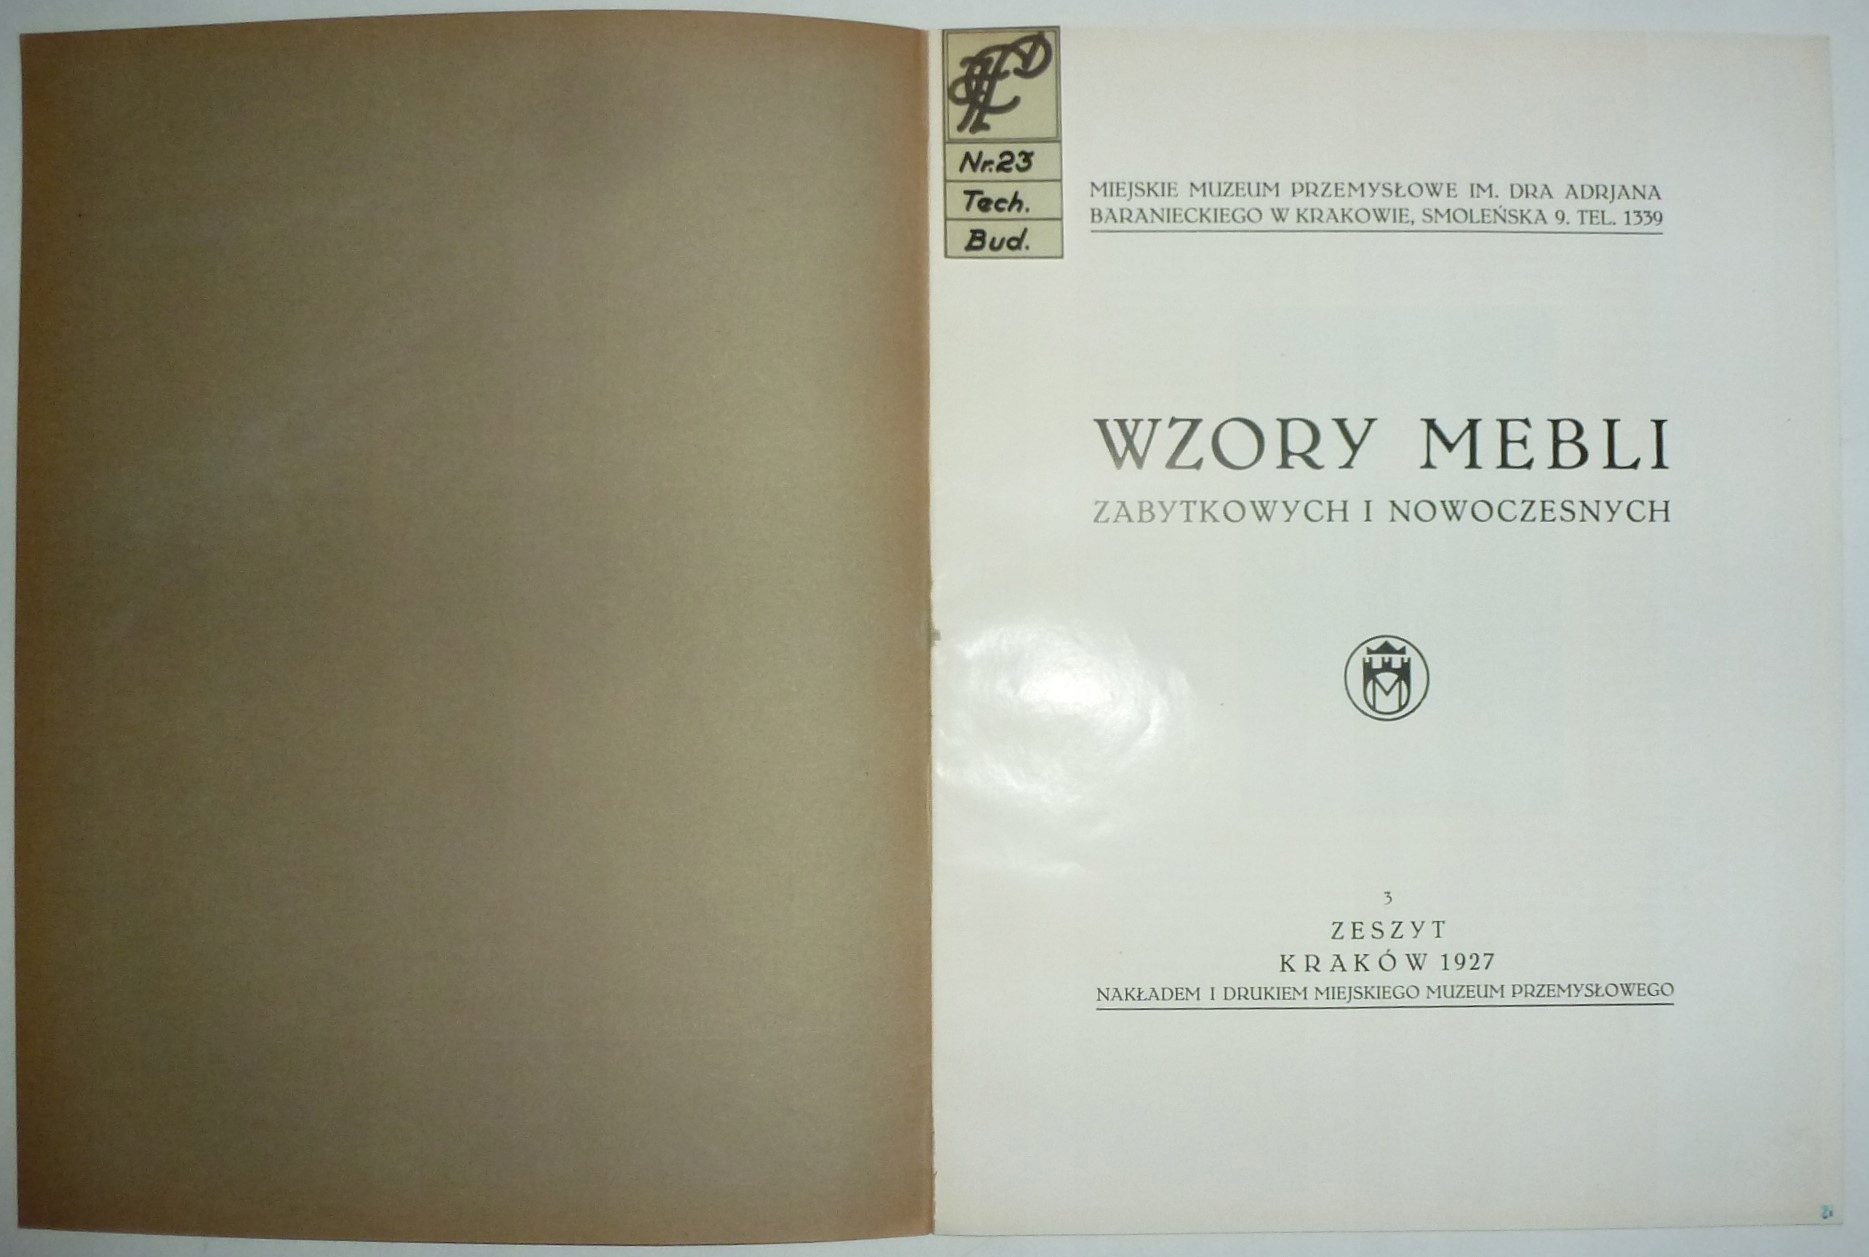 Nr. 23
Tech.
Bud.
MIEJSKIE MUZEUM PRZEMYSŁOWE IM. DRA ADRJANA
BARANIECKIEGO W KRAKOWIE, SMOLEŃSKA 9. TEL. 1339
WZORY MEBLI
ZABYTKOWYCH I NOWOCZESNYCH
3
ZESZYT
KRAKÓW 1927
NAKŁADEM I DRUKIEM MIEJSKIEGO MUZEUM PRZEMYSŁOWEGO